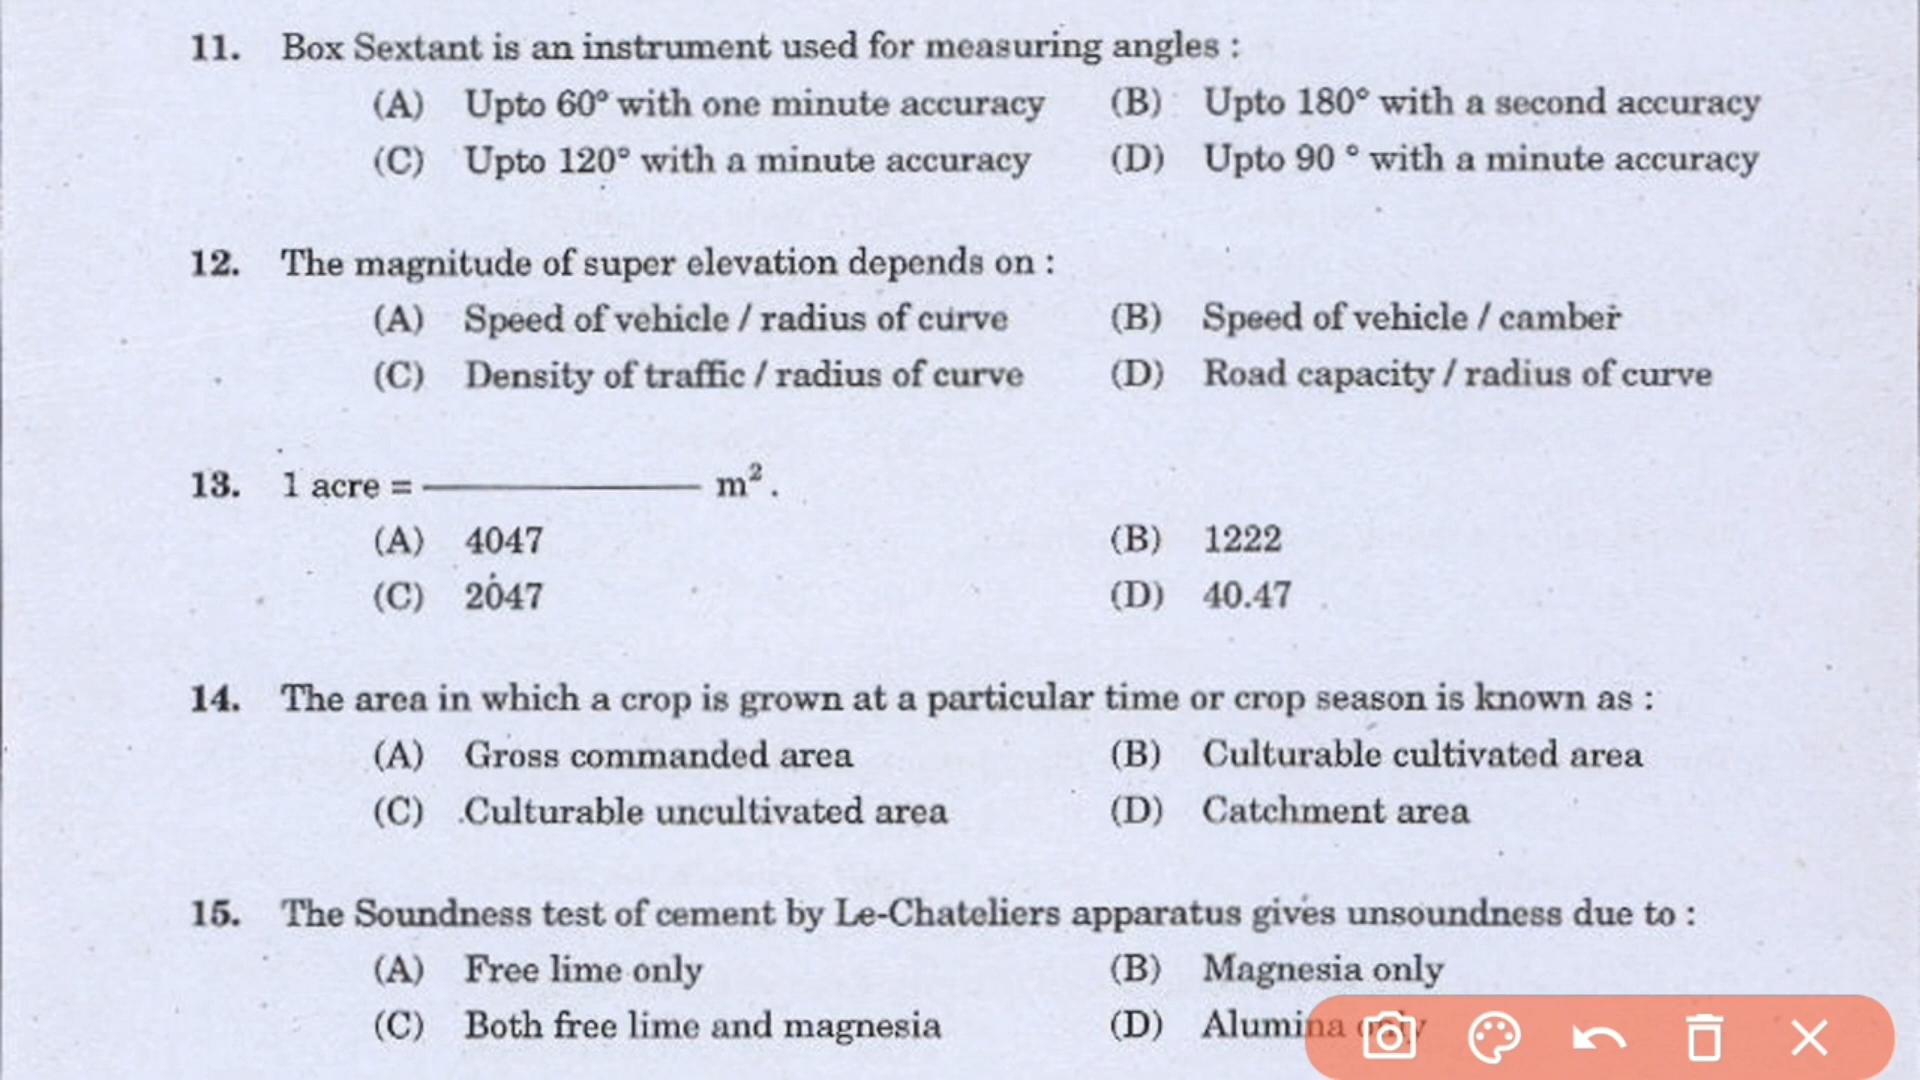 11. Box Sextant is an instrument used for measuring angles :
(A) Upto 60° with one minute accuracy (B) Upto 180° with a second accuracy
(C) Upto 120° with a minute accuracy (D) Upto 90 ° with a minute accuracy
12. The magnitude of super elevation depends on :
(A) Speed of vehicle / radius of curve (B) Speed of vehicle / camber
(C) Density of traffic / radius of curve (D) Road capacity / radius of curve
13. 1 acre = ———— m².
(A) 4047 (B) 1222
(C) 2047 (D) 40.47
14. The area in which a crop is grown at a particular time or crop season is known as :
(A) Gross commanded area (B) Culturable cultivated area
(C) Culturable uncultivated area (D) Catchment area
15. The Soundness test of cement by Le-Chateliers apparatus gives unsoundness due to :
(A) Free lime only (B) Magnesia only
(C) Both free lime and magnesia (D) Alumina